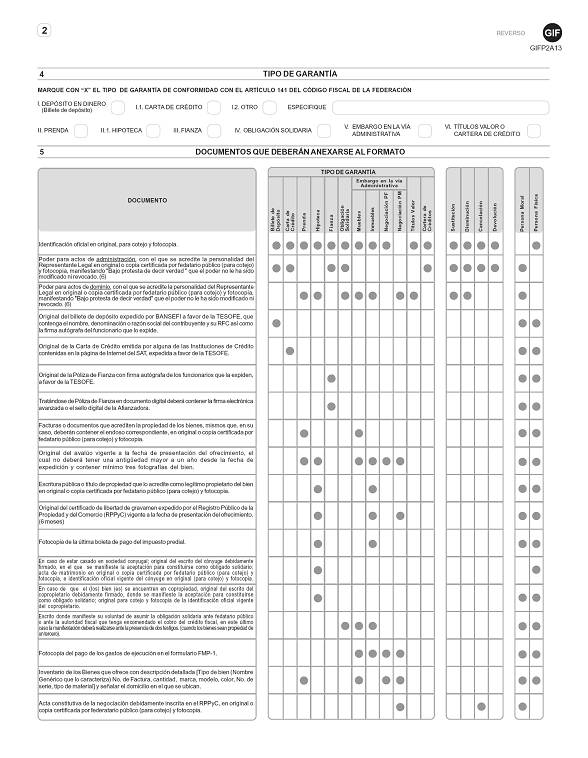 2
REVERSO
GIF
GIFP2A13
4 TIPO DE GARANTÍA
MARQUE CON “X” EL TIPO DE GARANTÍA DE CONFORMIDAD CON EL ARTÍCULO 141 DEL CÓDIGO FISCAL DE LA FEDERACIÓN
I. DEPÓSITO EN DINERO
(Billete de depósito)
I.1. CARTA DE CRÉDITO
I.2. OTRO
ESPECIFIQUE
II. PRENDA
II.1. HIPOTECA
III. FIANZA
IV. OBLIGACIÓN SOLIDARIA
V. EMBARGO EN LA VÍA
ADMINISTRATIVA
VI. TÍTULOS VALOR O
CARTERA DE CRÉDITO
5 DOCUMENTOS QUE DEBERÁN ANEXARSE AL FORMATO
DOCUMENTO
TIPO DE GARANTÍA
Embargo en la vía
Administrativa
Billete de
Depósito
Carta de
Crédito
Prenda
Hipoteca
Fianza
Obligación
Solidaria
Muebles
Inmuebles
Negociación PF
Negociación PM
Títulos Valor
Cartera de
Créditos
Sustitución
Disminución
Cancelación
Devolución
Persona Moral
Persona Física
Identificación oficial en original, para cotejo y fotocopia.
Poder para actos de administración, con el que se acredite la personalidad del
Representante Legal en original o copia certificada por fedatario público (para cotejo)
y fotocopia, manifestando "Bajo protesta de decir verdad" que el poder no le ha sido
modificado ni revocado. (6)
Poder para actos de dominio, con el que se acredite la personalidad del Representante
Legal en original o copia certificada por fedatario público (para cotejo) y fotocopia,
manifestando "Bajo protesta de decir verdad" que el poder no le ha sido modificado ni
revocado. (6)
Original del billete de depósito expedido por BANSEFI a favor de la TESOFE, que
contenga el nombre, denominación o razón social del contribuyente y su RFC así como
la firma autógrafa del funcionario que lo expide.
Original de la Carta de Crédito emitida por alguna de las Instituciones de Crédito
contenidas en la página de Internet del SAT, expedida a favor de la TESOFE.
Original de la Póliza de Fianza con firma autógrafa de los funcionarios que la expiden,
a favor de la TESOFE.
Tratándose de Póliza de Fianza en documento digital deberá contener la firma electrónica
avanzada o el sello digital de la Afianzadora.
Facturas o documentos que acrediten la propiedad de los bienes, mismos que, en su
caso, deberán contener el endoso correspondiente, en original o copia certificada por
fedatario público (para cotejo) y fotocopia.
Original del avalúo vigente a la fecha de presentación del ofrecimiento, el
cual no deberá tener una antigüedad mayor a un año desde la fecha de
expedición y contener mínimo tres fotografías del bien.
Escritura pública o título de propiedad que lo acredite como legítimo propietario del bien
en original o copia certificada por fedatario público (para cotejo) y fotocopia.
Original del certificado de libertad de gravamen expedido por el Registro Público de la
Propiedad y del Comercio (RPPyC) vigente a la fecha de presentación del ofrecimiento.
(6 meses)
Fotocopia de la última boleta de pago del impuesto predial.
En caso de estar casado en sociedad conyugal; original del escrito del cónyuge debidamente
firmado, en el que se manifieste la aceptación para constituirse como obligado solidario;
acta de matrimonio en original o copia certificada por fedatario público (para cotejo) y
fotocopia, e identificación oficial vigente del cónyuge en original (para cotejo) y fotocopia.
En caso de que el (los) bien (es) se encuentran en copropiedad, original del escrito del
copropietario debidamente firmado, donde se manifieste la aceptación para constituirse
como obligado solidario; original para cotejo y fotocopia de la identificación oficial vigente
del copropietario.
Escrito donde manifieste su voluntad de asumir la obligación solidaria ante fedatario público
o ante la autoridad fiscal que tenga encomendado el cobro del crédito fiscal, en este último
caso la manifestación deberá realizarse ante la presencia de dos testigos. (cuando los bienes sean propiedad de
un tercero).
Fotocopia del pago de los gastos de ejecución en el formulario FMP-1.
Inventario de los Bienes que ofrece con descripción detallada [Tipo de bien (Nombre
Genérico que lo caracteriza) No. de Factura, cantidad, marca, modelo, color, No. de
serie, tipo de material] y señalar el domicilio en el que se ubican.
Acta constitutiva de la negociación debidamente inscrita en el RPPyC, en original o
copia certificada por federatario público (para cotejo) y fotocopia.